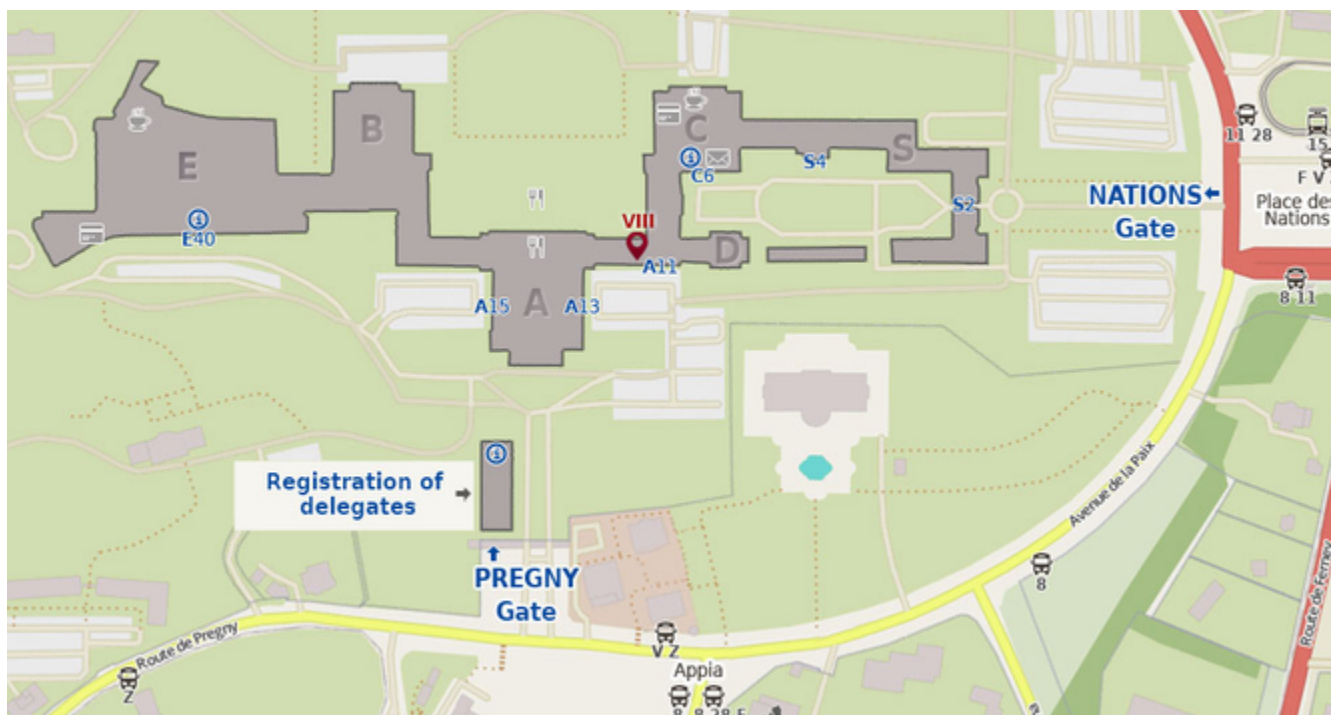 B
C
E
S
11 28
15
C6
S4
F V
NATIONS
Gate
Place des
Nations
S2
VIII
E40
D
A11
8 11
A15
A
A13
Registration of
delegates
Avenue de la Paix
8
PREGNY
Gate
Route de Ferney
Route de Pregny
V Z
Appia
Z
8
8 28 F